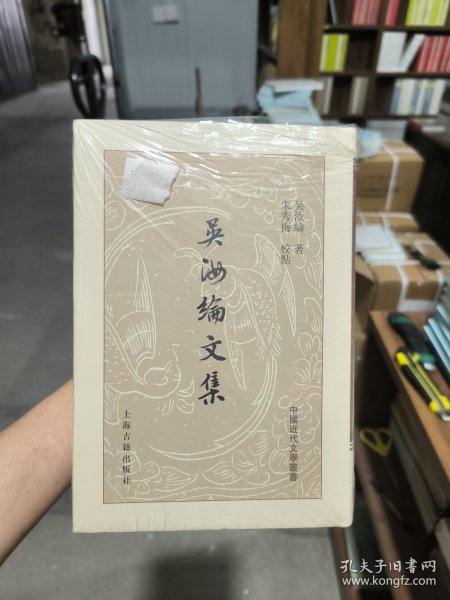 吳汝綸 著
朱秀梅 校點
吳汝綸文集
中國近代文學叢書
上海古籍出版社
孔夫子旧书网
www.kongfz.com